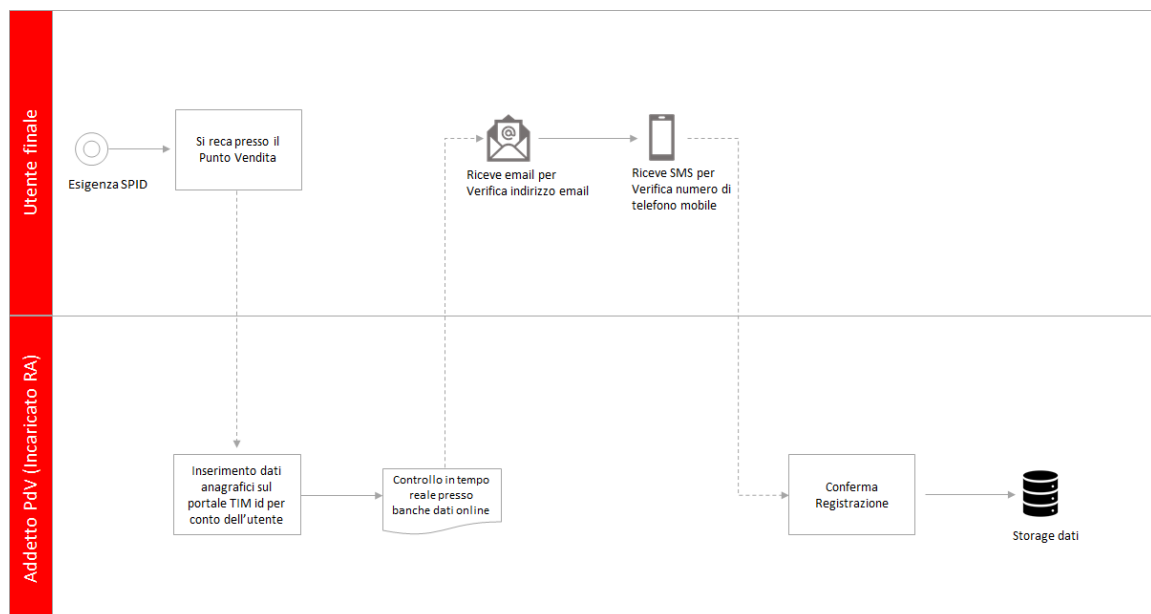 Utente finale
Esigenza SPID
Si reca presso il
Punto Vendita
@
Riceve email per
Verifica indirizzo email
Riceve SMS per
Verifica numero di
telefono mobile
Addetto PdV (Incaricato RA)
Inserimento dati
anagrafici sul
portale TIM id per
conto dell'utente
Controllo in tempo
reale presso
banche dati online
Conferma
Registrazione
Storage dati